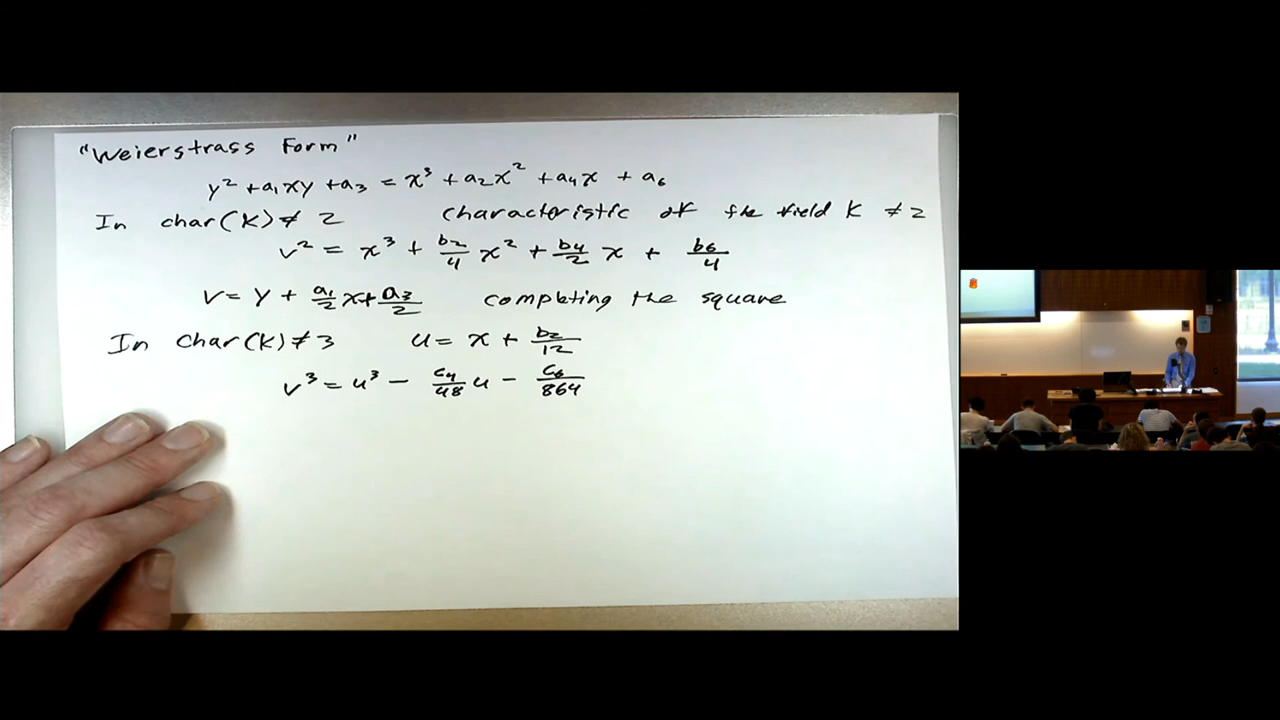 "Weierstrass Form"
y² + a₁xy + a₃ = x³ + a₂x² + a₄x + a₆
In char(K) ≠ 2 characteristic of the field K ≠ 2
v² = x³ + b₂/4 x² + b₄/2 x + b₆/4
v = y + a₁/2 x + a₃/2 completing the square
In char(K) ≠ 3 u = x + b₂/12
v³ = u³ - c₄/48 u - c₆/864